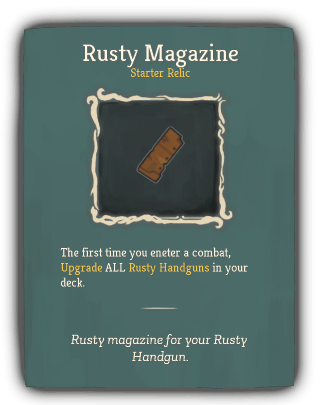 Rusty Magazine
Starter Relic
The first time you eneter a combat,
Upgrade ALL Rusty Handguns in your
deck.
Rusty magazine for your Rusty
Handgun.